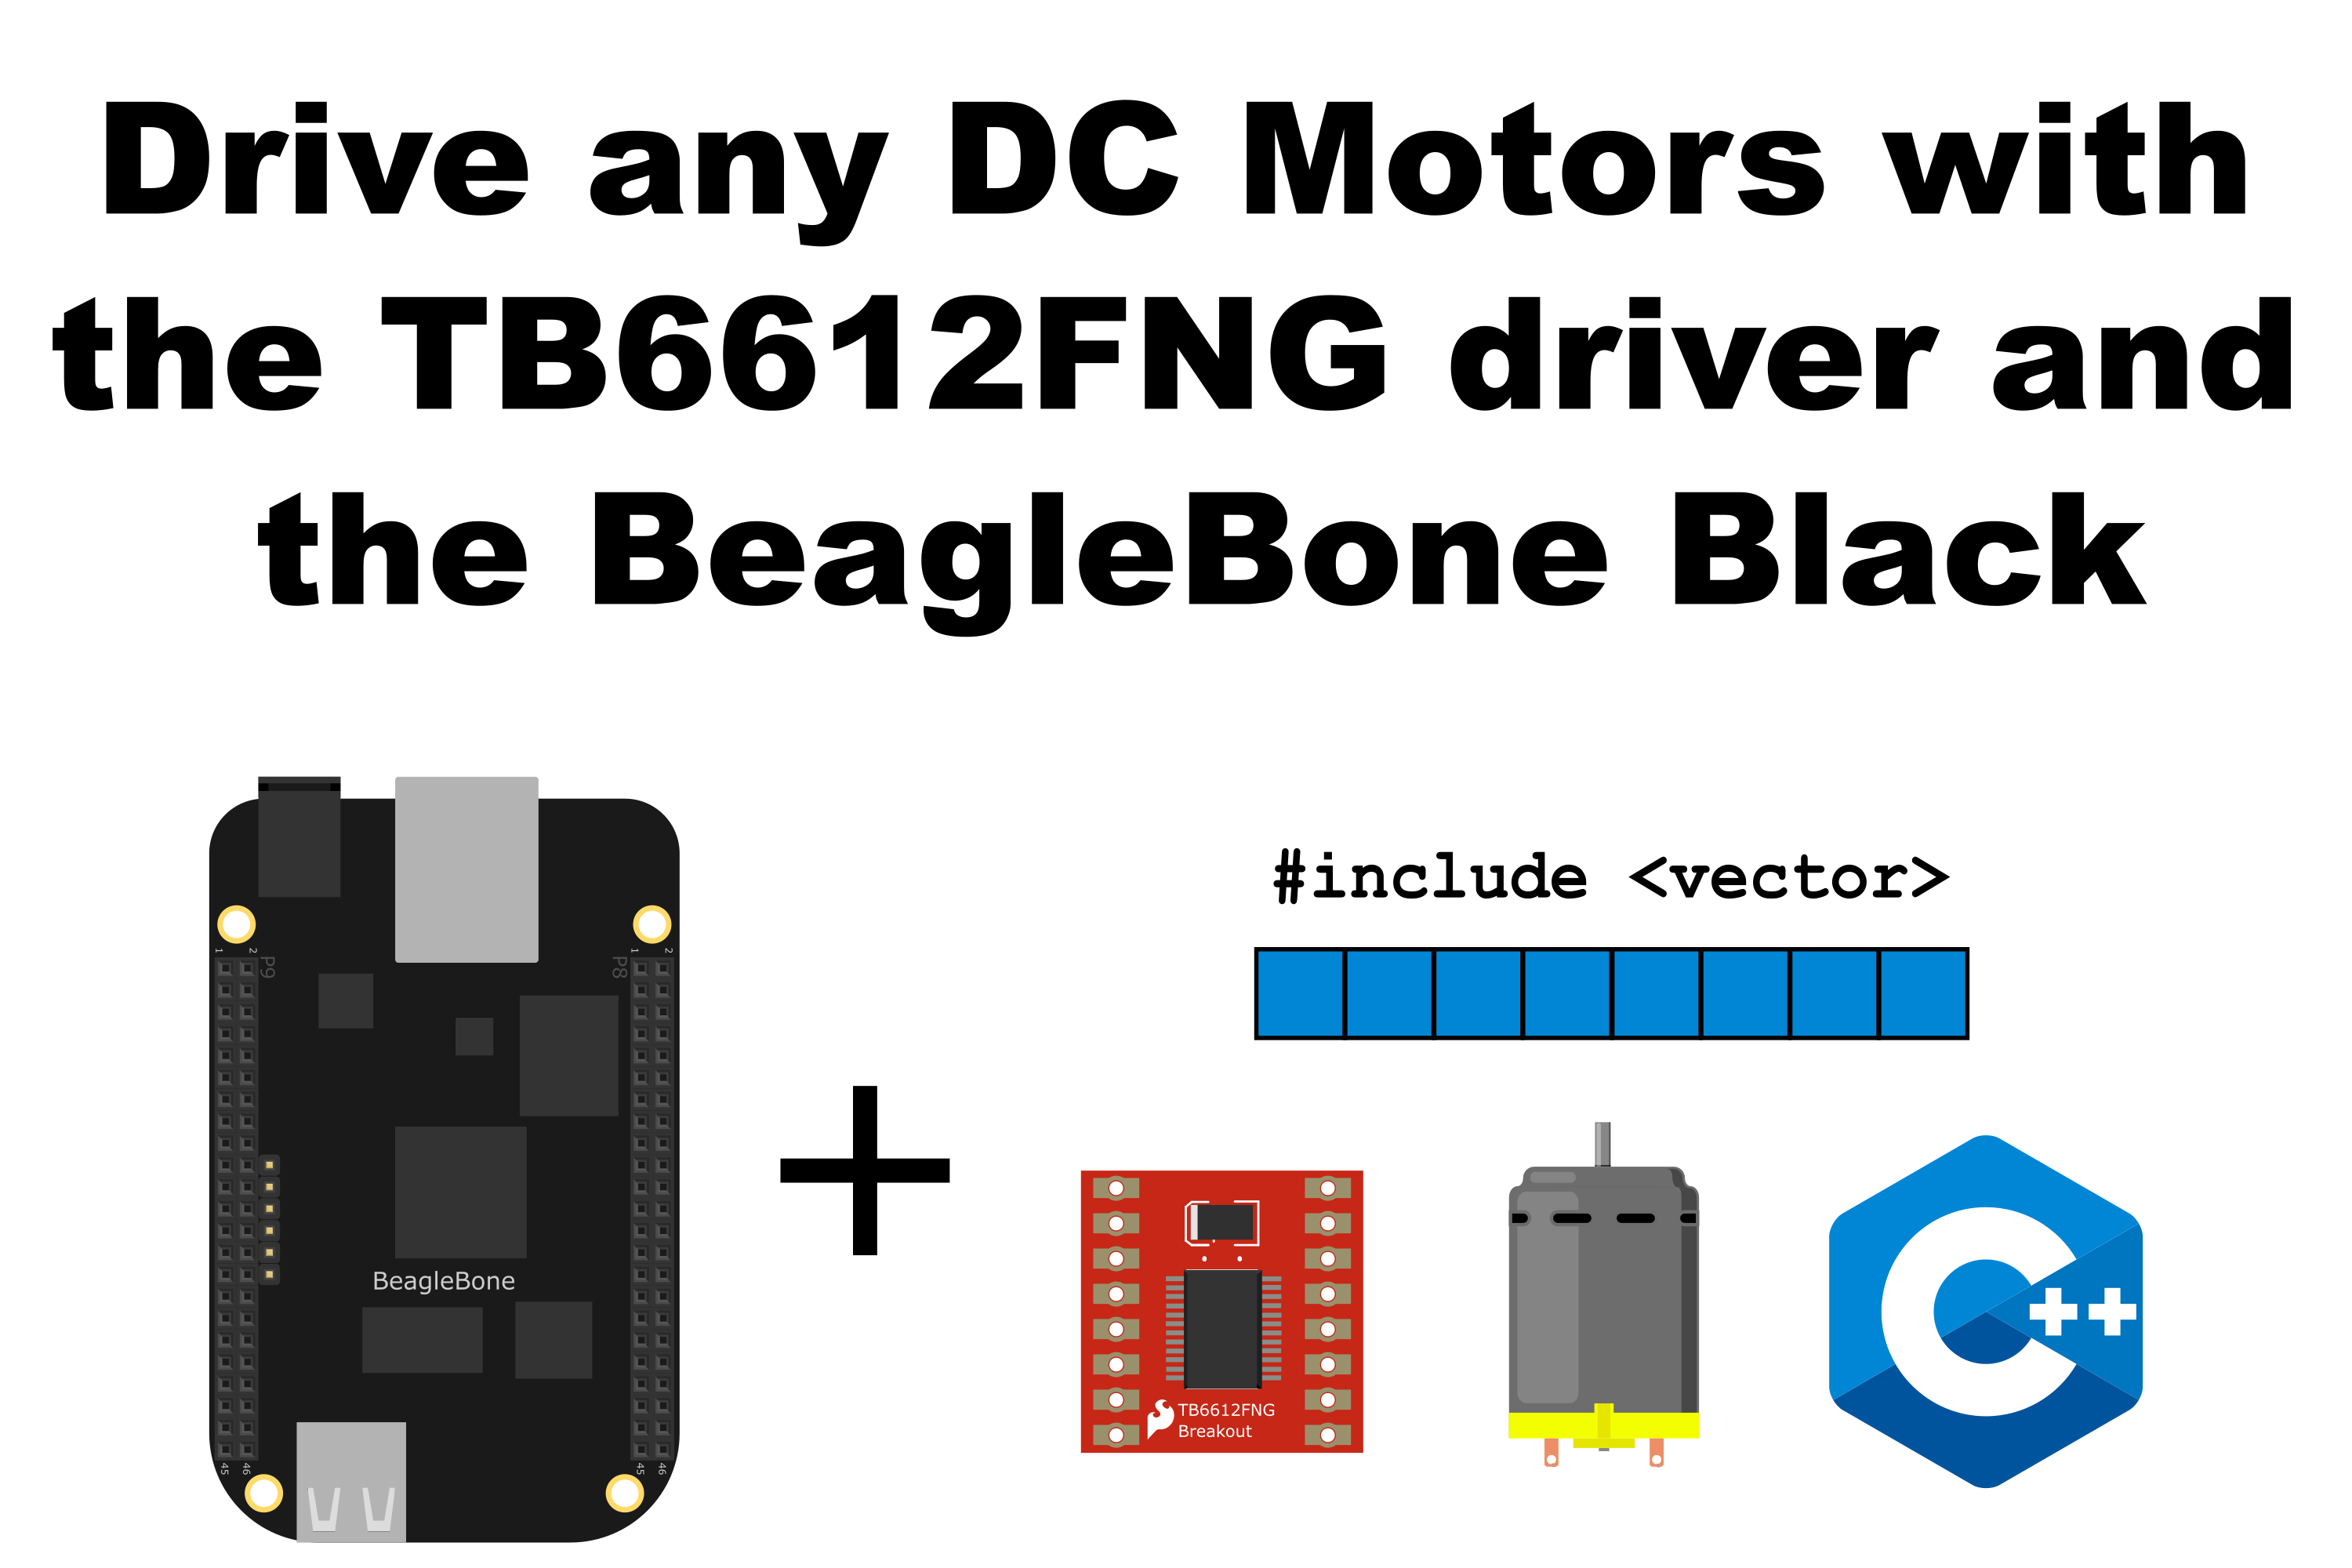 Drive any DC Motors with
the TB6612FNG driver and
the BeagleBone Black
#include <vector>
1 2 1 2
P9 P8
BeagleBone
TB6612FNG
Breakout
45 46 45 46
C++